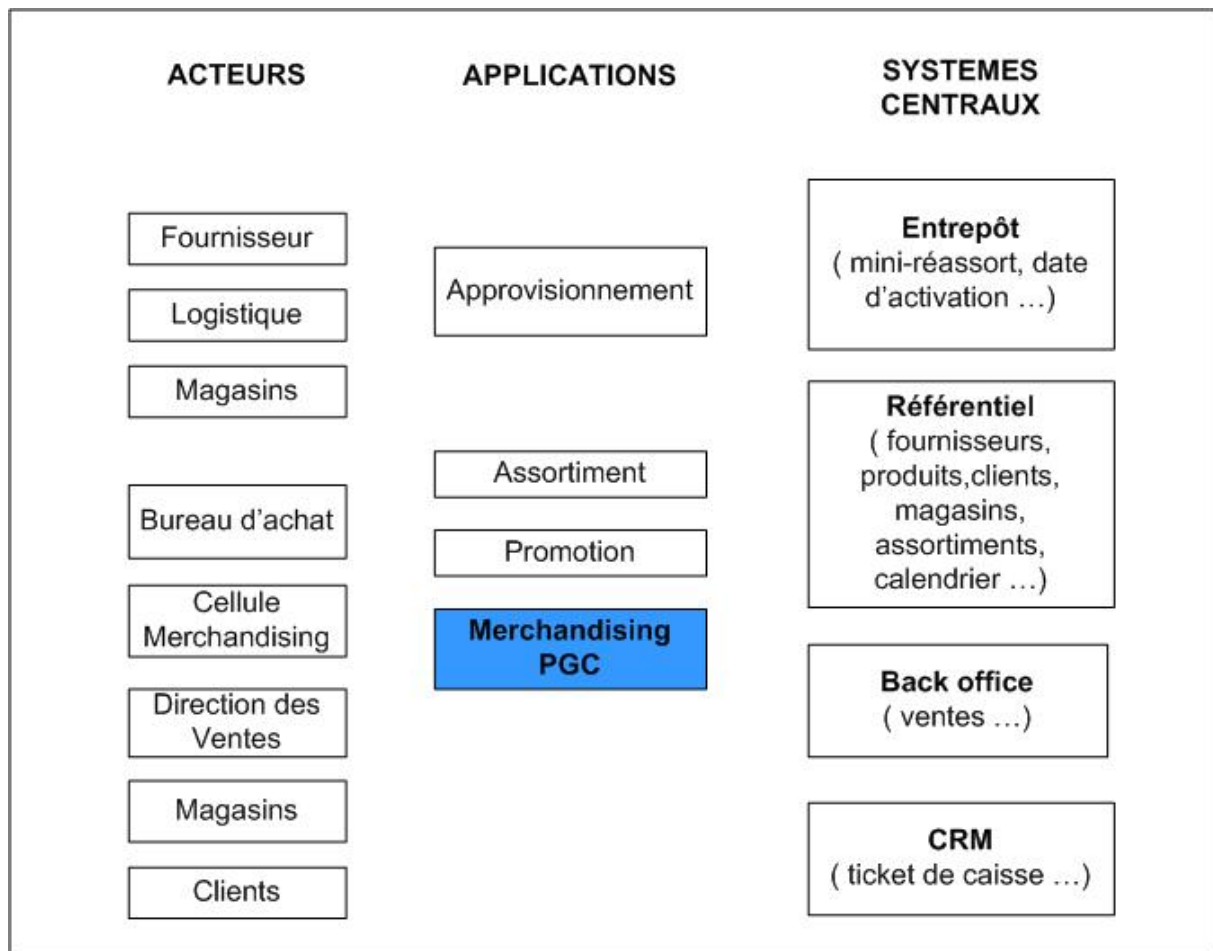 ACTEURS
Fournisseur
Logistique
Magasins
Bureau d'achat
Cellule
Merchandising
Direction des
Ventes
Magasins
Clients
APPLICATIONS
Approvisionnement
Assortiment
Promotion
Merchandising
PGC
SYSTEMES
CENTRAUX
Entrepôt
( mini-réassort, date
d’activation …)
Référentiel
( fournisseurs,
produits,clients,
magasins,
assortiments,
calendrier …)
Back office
( ventes …)
CRM
( ticket de caisse …)